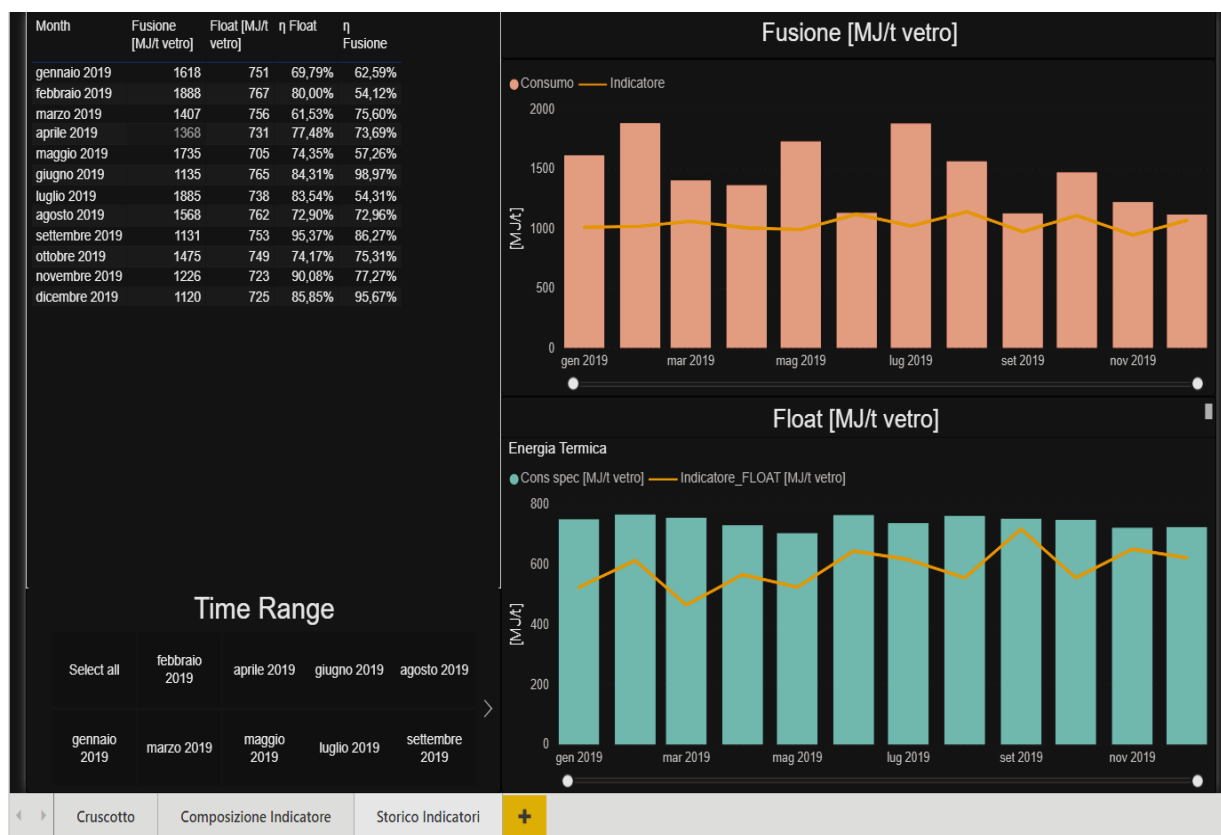 Month Fusione Float [MJ/t η Float η
[MJ/t vetro] vetro] Fusione
gennaio 2019 1618 751 69,79% 62,59%
febbraio 2019 1888 767 80,00% 54,12%
marzo 2019 1407 756 61,53% 75,60%
aprile 2019 1368 731 77,48% 73,69%
maggio 2019 1735 705 74,35% 57,26%
giugno 2019 1135 765 84,31% 98,97%
luglio 2019 1885 738 83,54% 54,31%
agosto 2019 1568 762 72,90% 72,96%
settembre 2019 1131 753 95,37% 86,27%
ottobre 2019 1475 749 74,17% 75,31%
novembre 2019 1226 723 90,08% 77,27%
dicembre 2019 1120 725 85,85% 95,67%
Fusione [MJ/t vetro]
Consumo Indicatore
2000
1500
1000
500
0
[MJ/t]
gen 2019 mar 2019 mag 2019 lug 2019 set 2019 nov 2019
Float [MJ/t vetro]
Energia Termica
Cons spec [MJ/t vetro] Indicatore_FLOAT [MJ/t vetro]
800
600
400
200
0
[MJ/t]
gen 2019 mar 2019 mag 2019 lug 2019 set 2019 nov 2019
Time Range
Select all febbraio aprile 2019 giugno 2019 agosto 2019
2019
gennaio marzo 2019 maggio luglio 2019 settembre
2019 2019 2019
Cruscotto Composizione Indicatore Storico Indicatori +